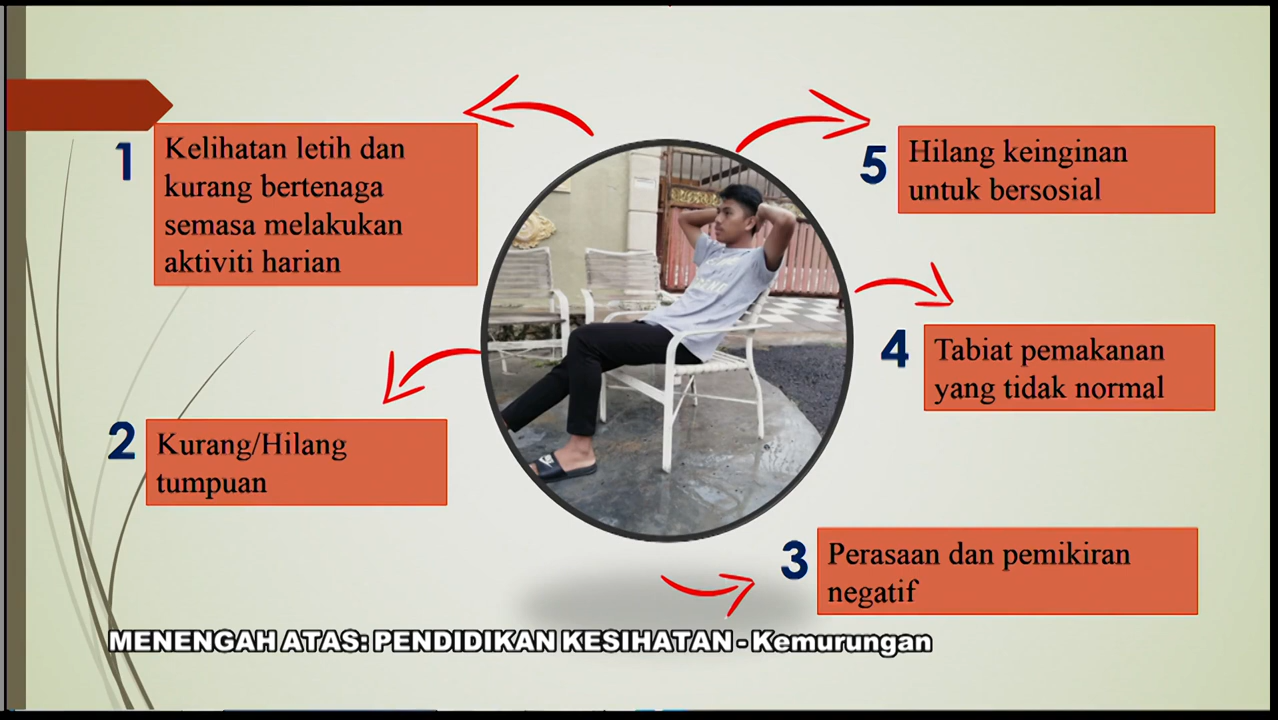 1
Kelihatan letih dan
kurang bertenaga
semasa melakukan
aktiviti harian
2
Kurang/Hilang
tumpuan
3
Perasaan dan pemikiran
negatif
4
Tabiat pemakanan
yang tidak normal
5
Hilang keinginan
untuk bersosial
MENENGAH ATAS: PENDIDIKAN KESIHATAN - Kemurungan